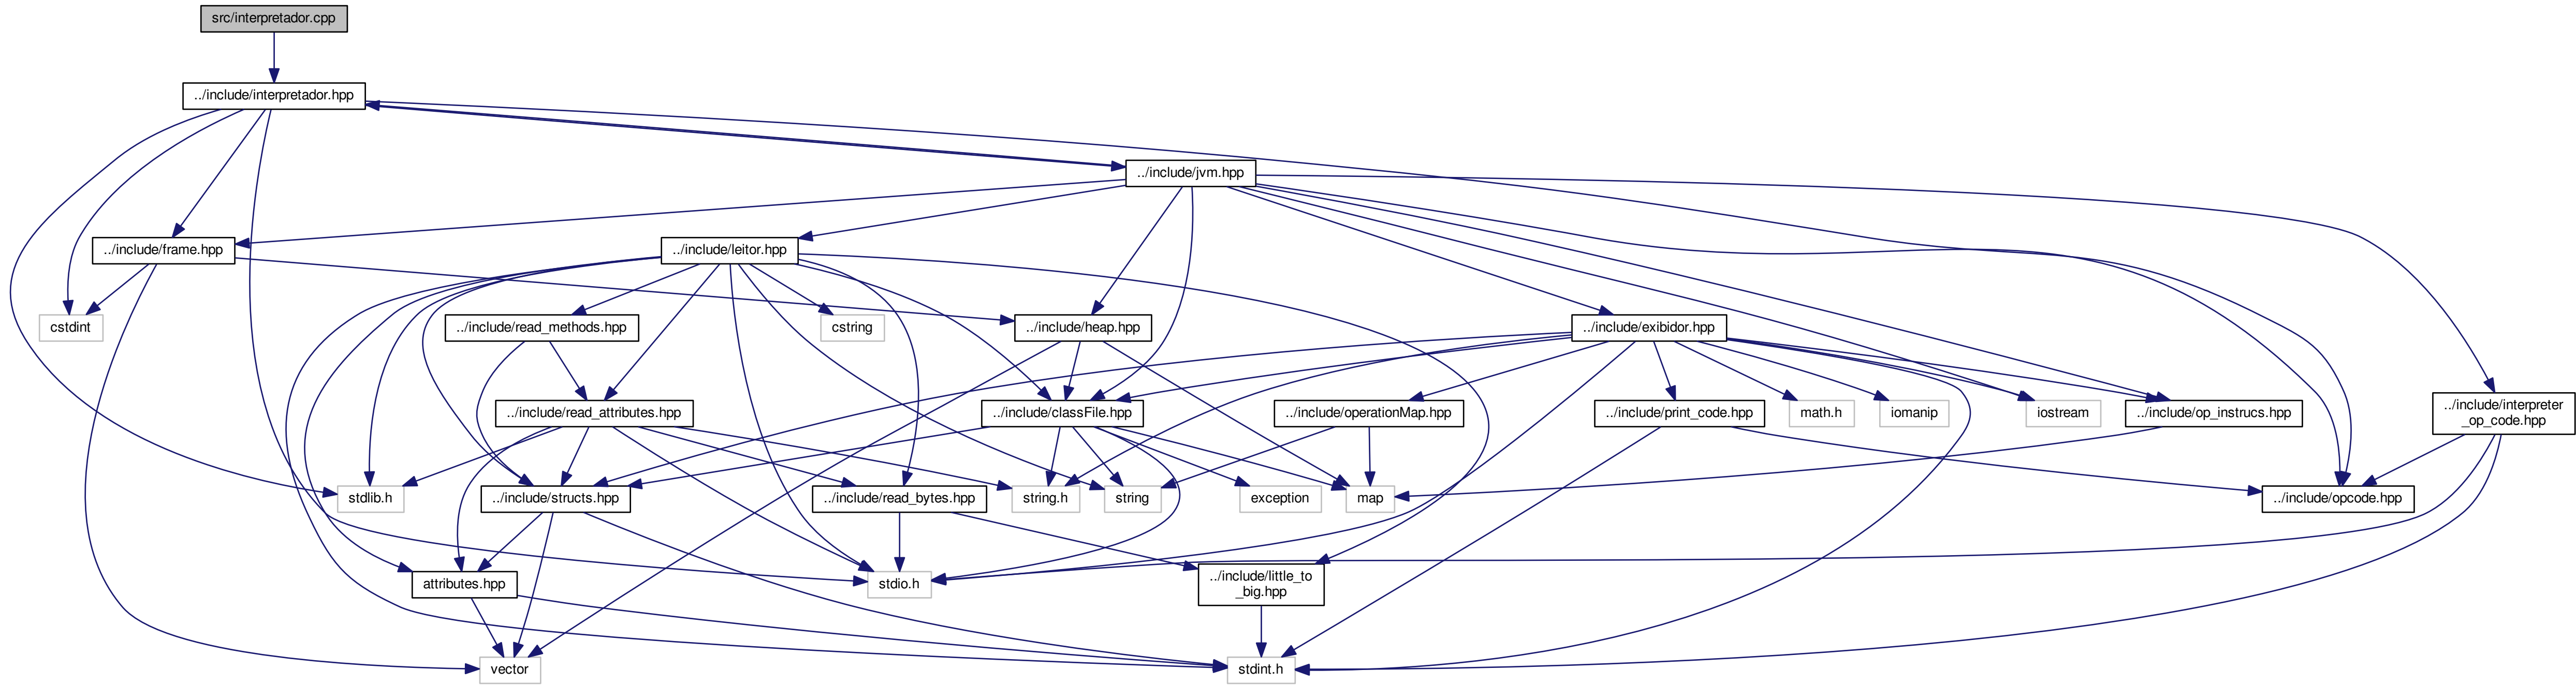 src/interpretador.cpp
../include/interpretador.hpp
../include/jvm.hpp
../include/frame.hpp
../include/leitor.hpp
cstdint
../include/read_methods.hpp
cstring
../include/heap.hpp
../include/exibidor.hpp
../include/read_attributes.hpp
../include/classFile.hpp
../include/operationMap.hpp
../include/print_code.hpp
math.h
iomanip
iostream
../include/op_instrucs.hpp
../include/interpreter
_op_code.hpp
stdlib.h
../include/structs.hpp
../include/read_bytes.hpp
string.h
string
exception
map
../include/opcode.hpp
attributes.hpp
stdio.h
../include/little_to
_big.hpp
vector
stdint.h